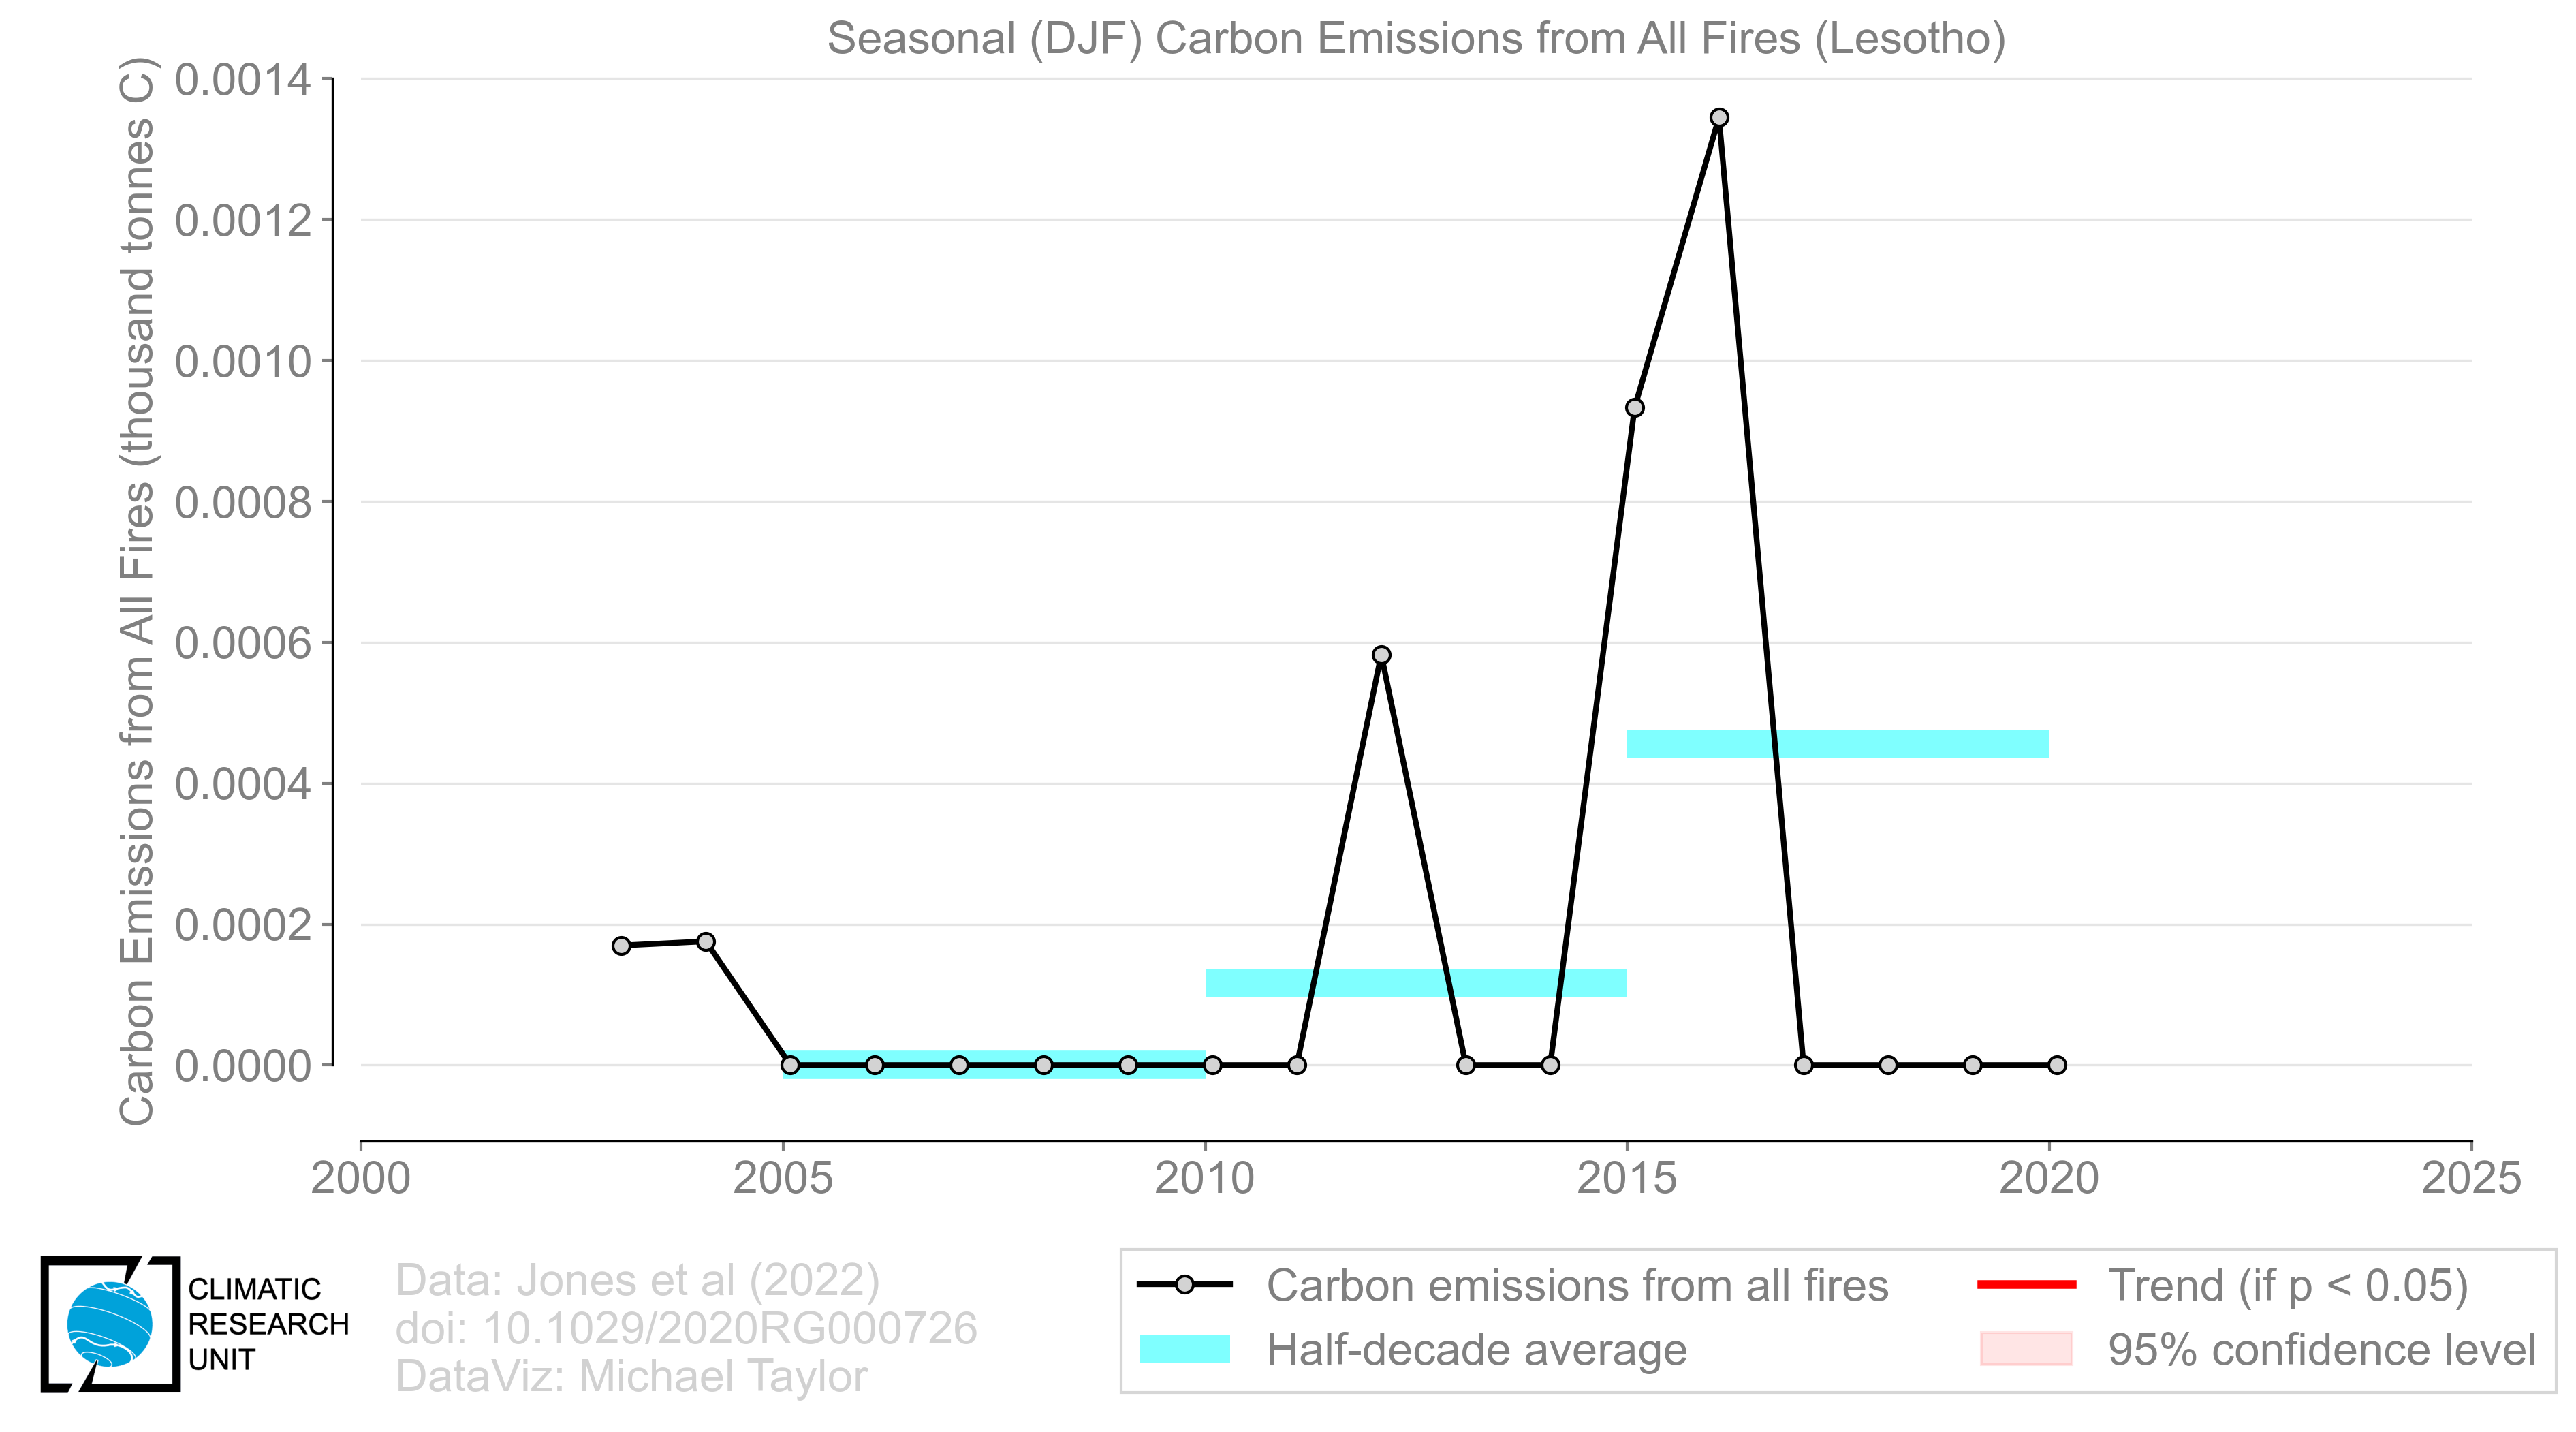 Seasonal (DJF) Carbon Emissions from All Fires (Lesotho)
Carbon Emissions from All Fires (thousand tonnes C)
0.0014
0.0012
0.0010
0.0008
0.0006
0.0004
0.0002
0.0000
2000 2005 2010 2015 2020 2025
CLIMATIC
RESEARCH
UNIT
Data: Jones et al (2022)
doi: 10.1029/2020RG000726
DataViz: Michael Taylor
Carbon emissions from all fires
Half-decade average
Trend (if p < 0.05)
95% confidence level